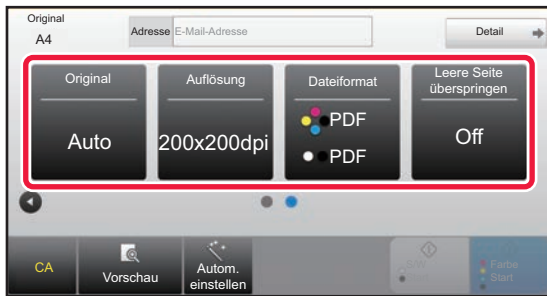 Original
A4
Adresse E-Mail-Adresse
Detail
Original
Auto
Auflösung
200x200dpi
Dateiformat
PDF
PDF
Leere Seite
überspringen
Off
CA
Vorschau
Autom.
einstellen
S/W
Start
Farbe
Start